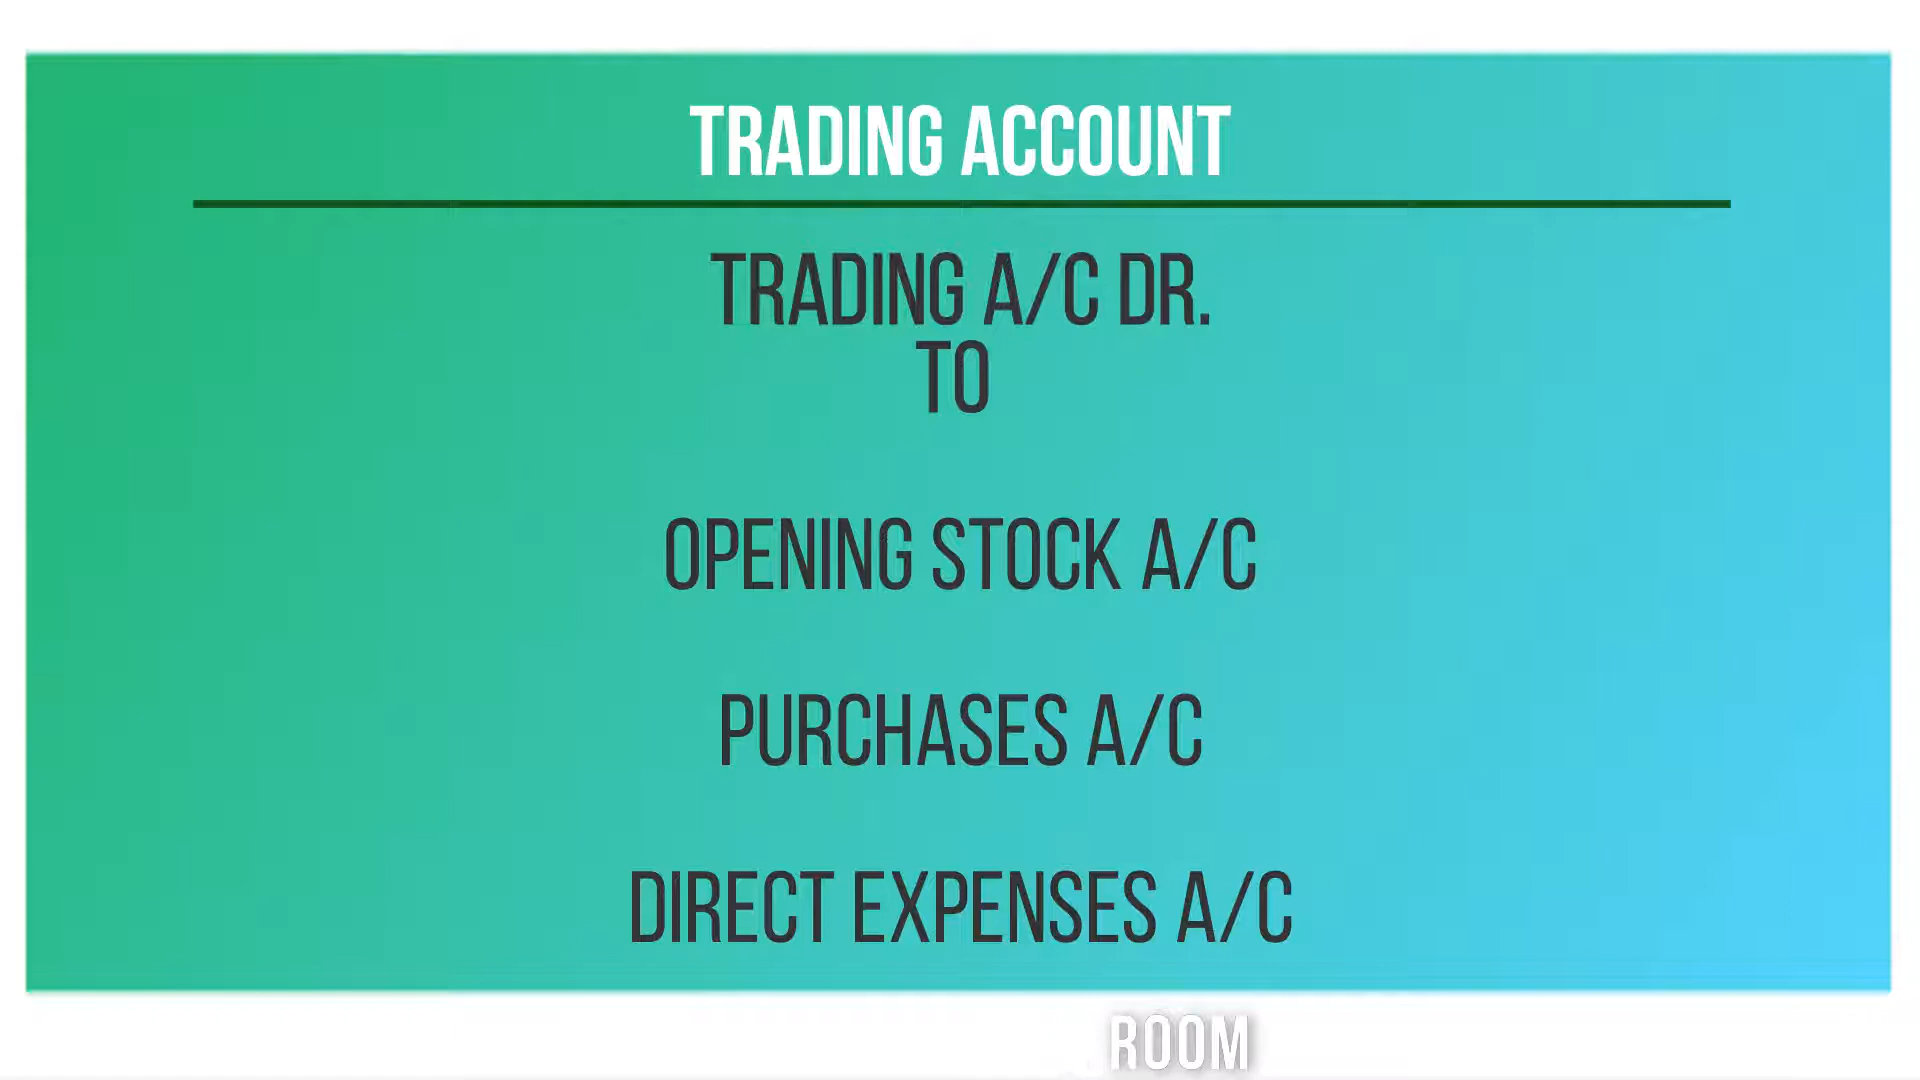 TRADING ACCOUNT
TRADING A/C DR.
TO
OPENING STOCK A/C
PURCHASES A/C
DIRECT EXPENSES A/C
ROOM